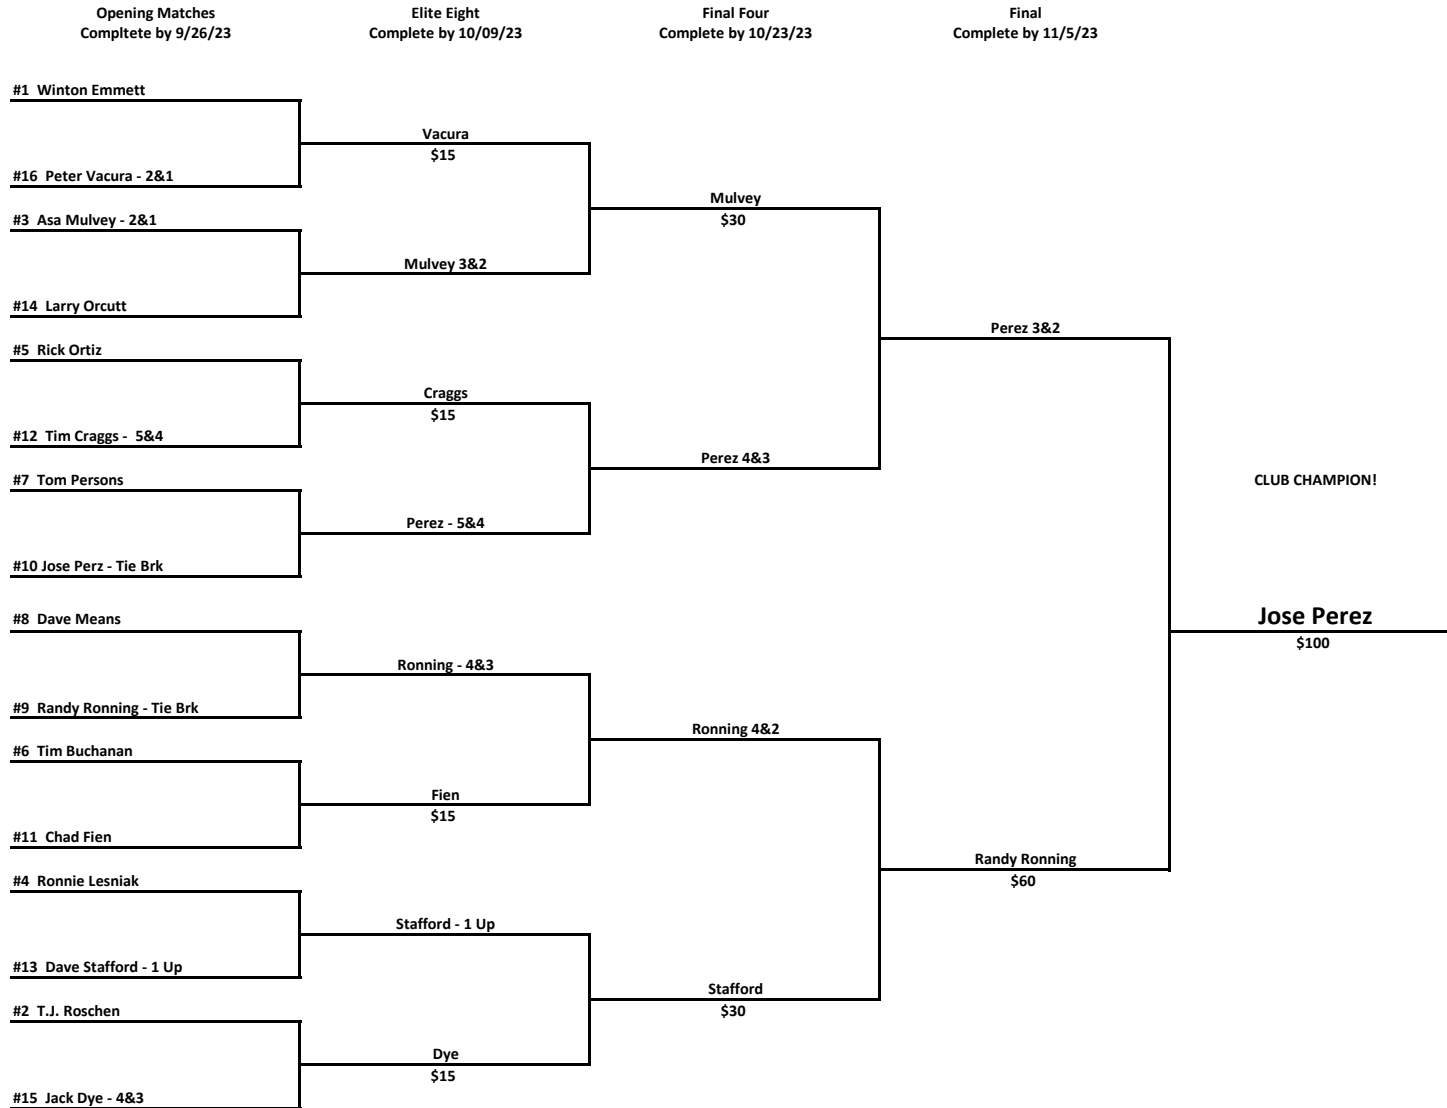 Opening Matches
Compltete by 9/26/23
Elite Eight
Complete by 10/09/23
Final Four
Complete by 10/23/23
Final
Complete by 11/5/23
#1  Winton Emmett
#16  Peter Vacura - 2&1
#3  Asa Mulvey - 2&1
#14  Larry Orcutt
#5  Rick Ortiz
#12  Tim Craggs -  5&4
#7  Tom Persons
#10 Jose Perz - Tie Brk
#8  Dave Means
#9  Randy Ronning - Tie Brk
#6  Tim Buchanan
#11  Chad Fien
#4  Ronnie Lesniak
#13  Dave Stafford - 1 Up
#2  T.J. Roschen
#15  Jack Dye - 4&3
Vacura
$15
Mulvey 3&2
Craggs
$15
Perez - 5&4
Ronning - 4&3
Fien
$15
Stafford - 1 Up
Dye
$15
Mulvey
$30
Perez 4&3
Ronning 4&2
Stafford
$30
Perez 3&2
Randy Ronning
$60
CLUB CHAMPION!
Jose Perez
$100